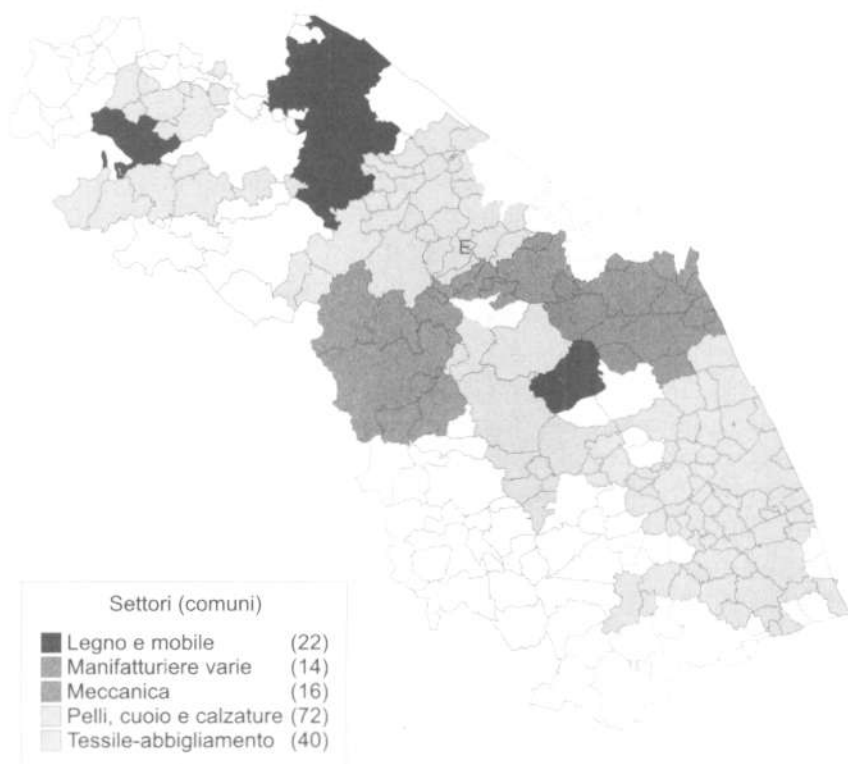 E
Settori (comuni)
Legno e mobile (22)
Manifatturiere varie (14)
Meccanica (16)
Pelli, cuoio e calzature (72)
Tessile-abbigliamento (40)